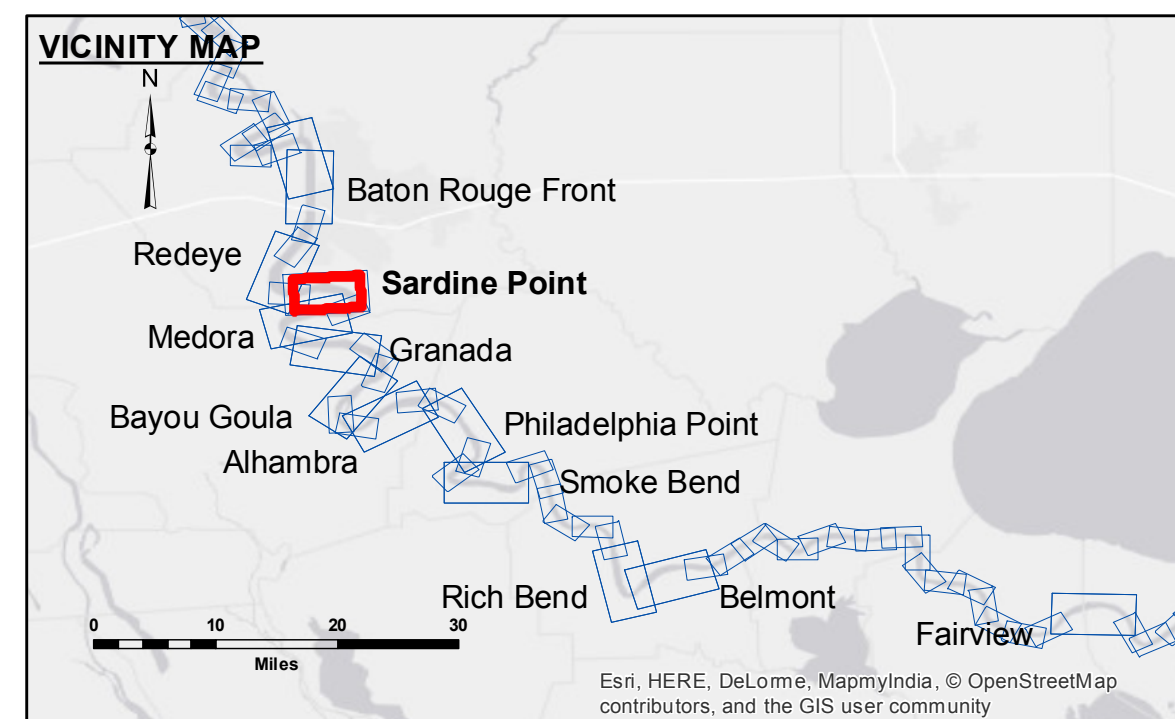 VICINITY MAP
N
Baton Rouge Front
Redeye
Sardine Point
Medora
Granada
Bayou Goula
Philadelphia Point
Alhambra
Smoke Bend
Rich Bend
Belmont
Fairview
0 10 20 30
Miles
Esri, HERE, DeLorme, MapmyIndia, © OpenStreetMap
contributors, and the GIS user community